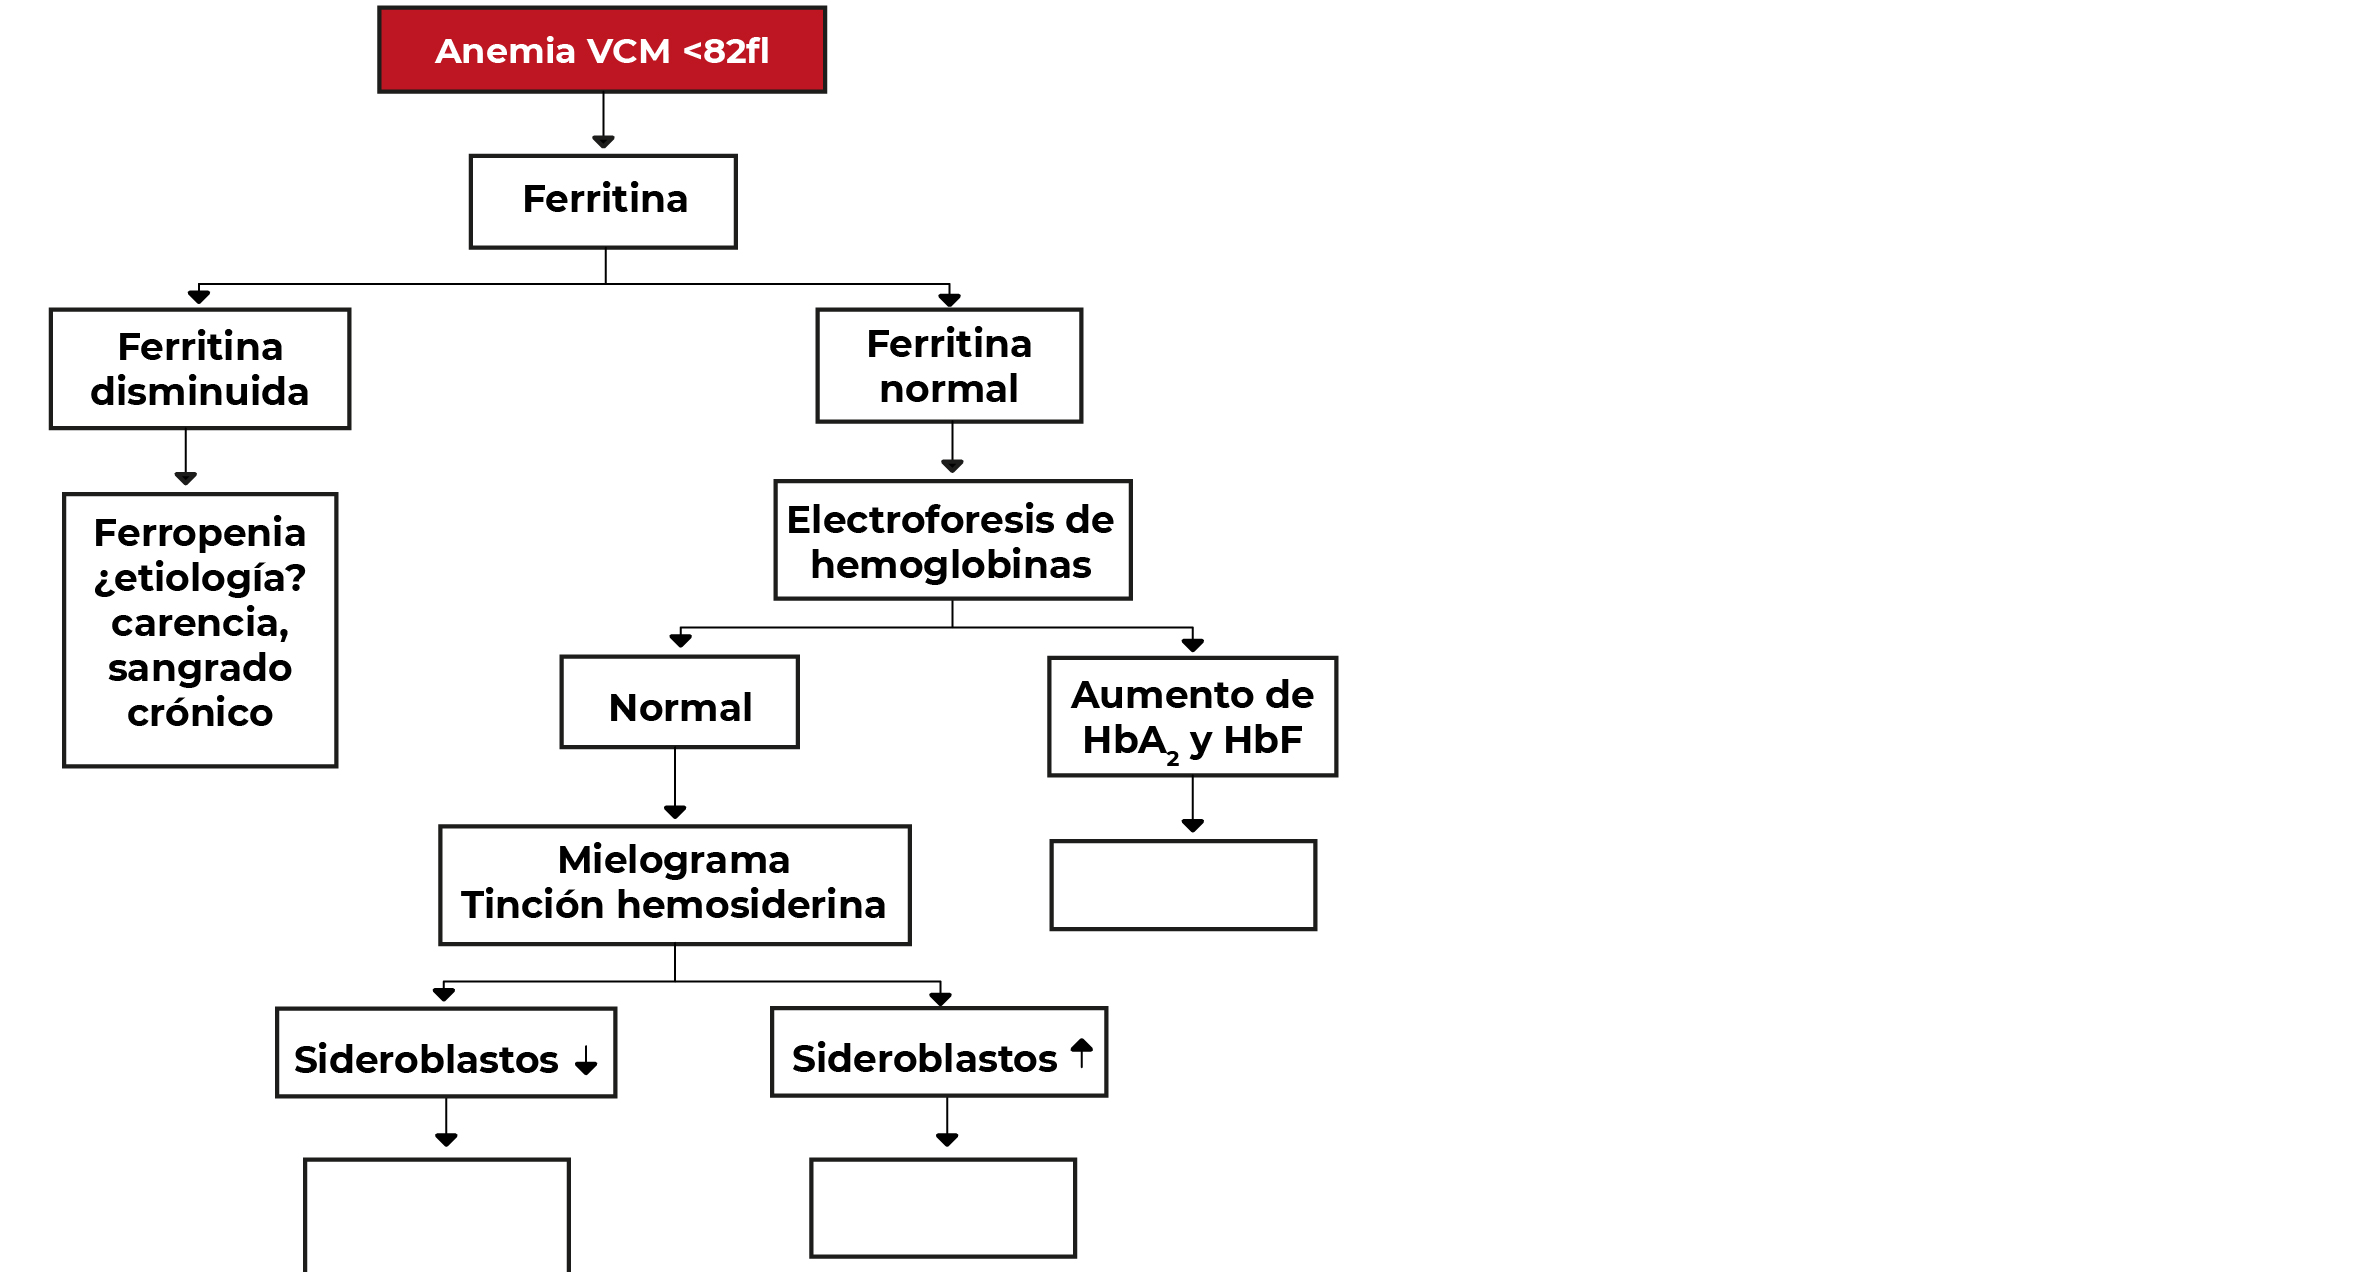 Anemia VCM <82fl
Ferritina
Ferritina
disminuida
Ferritina
normal
Ferropenia
¿etiología?
carencia,
sangrado
crónico
Electroforesis de
hemoglobinas
Normal
Aumento de
HbA₂ y HbF
Mielograma
Tinción hemosiderina
Sideroblastos ↓
Sideroblastos ↑